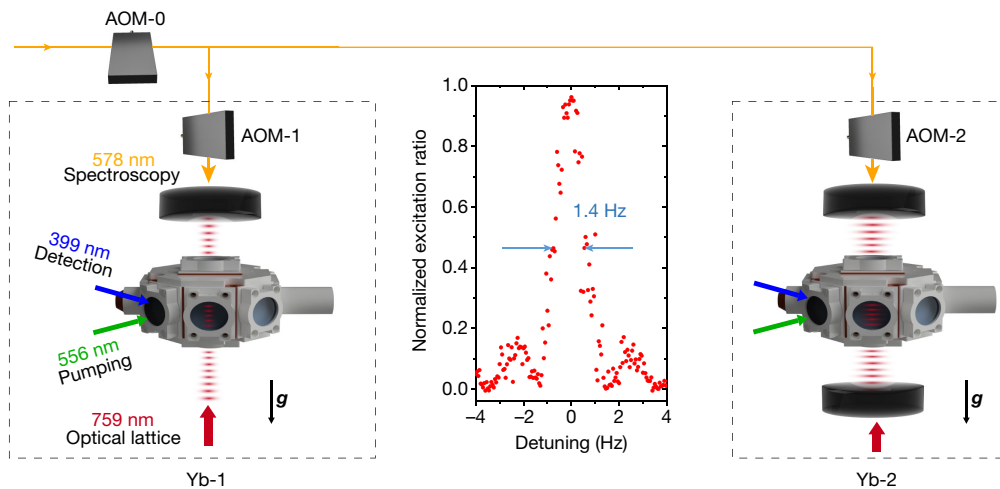 AOM-0
AOM-1
578 nm
Spectroscopy
399 nm
Detection
556 nm
Pumping
759 nm
Optical lattice
g
Yb-1
Normalized excitation ratio
1.0
0.8
0.6
0.4
0.2
0.0
1.4 Hz
−4 −2 0 2 4
Detuning (Hz)
AOM-2
g
Yb-2